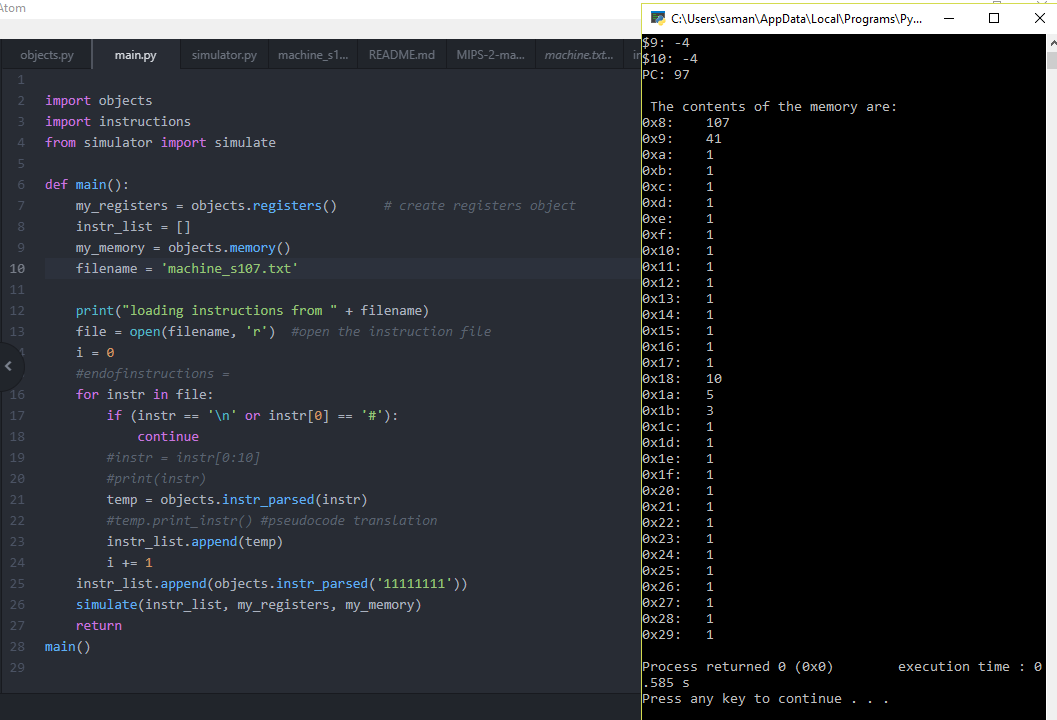 Atom
objects.py
main.py
simulator.py
machine_s1...
README.md
MIPS-2-ma...
machine.txt...
in
1
2 import objects
3 import instructions
4 from simulator import simulate
5
6 def main():
7     my_registers = objects.registers()      # create registers object
8     instr_list = []
9     my_memory = objects.memory()
10     filename = 'machine_s107.txt'
11
12     print("loading instructions from " + filename)
13     file = open(filename, 'r')  #open the instruction file
4     i = 0
    #endofinstructions =
16     for instr in file:
17         if (instr == '\n' or instr[0] == '#'):
18             continue
19         #instr = instr[0:10]
20         #print(instr)
21         temp = objects.instr_parsed(instr)
22         #temp.print_instr() #pseudocode translation
23         instr_list.append(temp)
24         i += 1
25     instr_list.append(objects.instr_parsed('11111111'))
26     simulate(instr_list, my_registers, my_memory)
27     return
28 main()
29
C:\Users\saman\AppData\Local\Programs\Py...
$9: -4
$10: -4
PC: 97
The contents of the memory are:
0x8:    107
0x9:    41
0xa:    1
0xb:    1
0xc:    1
0xd:    1
0xe:    1
0xf:    1
0x10:   1
0x11:   1
0x12:   1
0x13:   1
0x14:   1
0x15:   1
0x16:   1
0x17:   1
0x18:   10
0x1a:   5
0x1b:   3
0x1c:   1
0x1d:   1
0x1e:   1
0x1f:   1
0x20:   1
0x21:   1
0x22:   1
0x23:   1
0x24:   1
0x25:   1
0x26:   1
0x27:   1
0x28:   1
0x29:   1
Process returned 0 (0x0)        execution time : 0
.585 s
Press any key to continue . . .